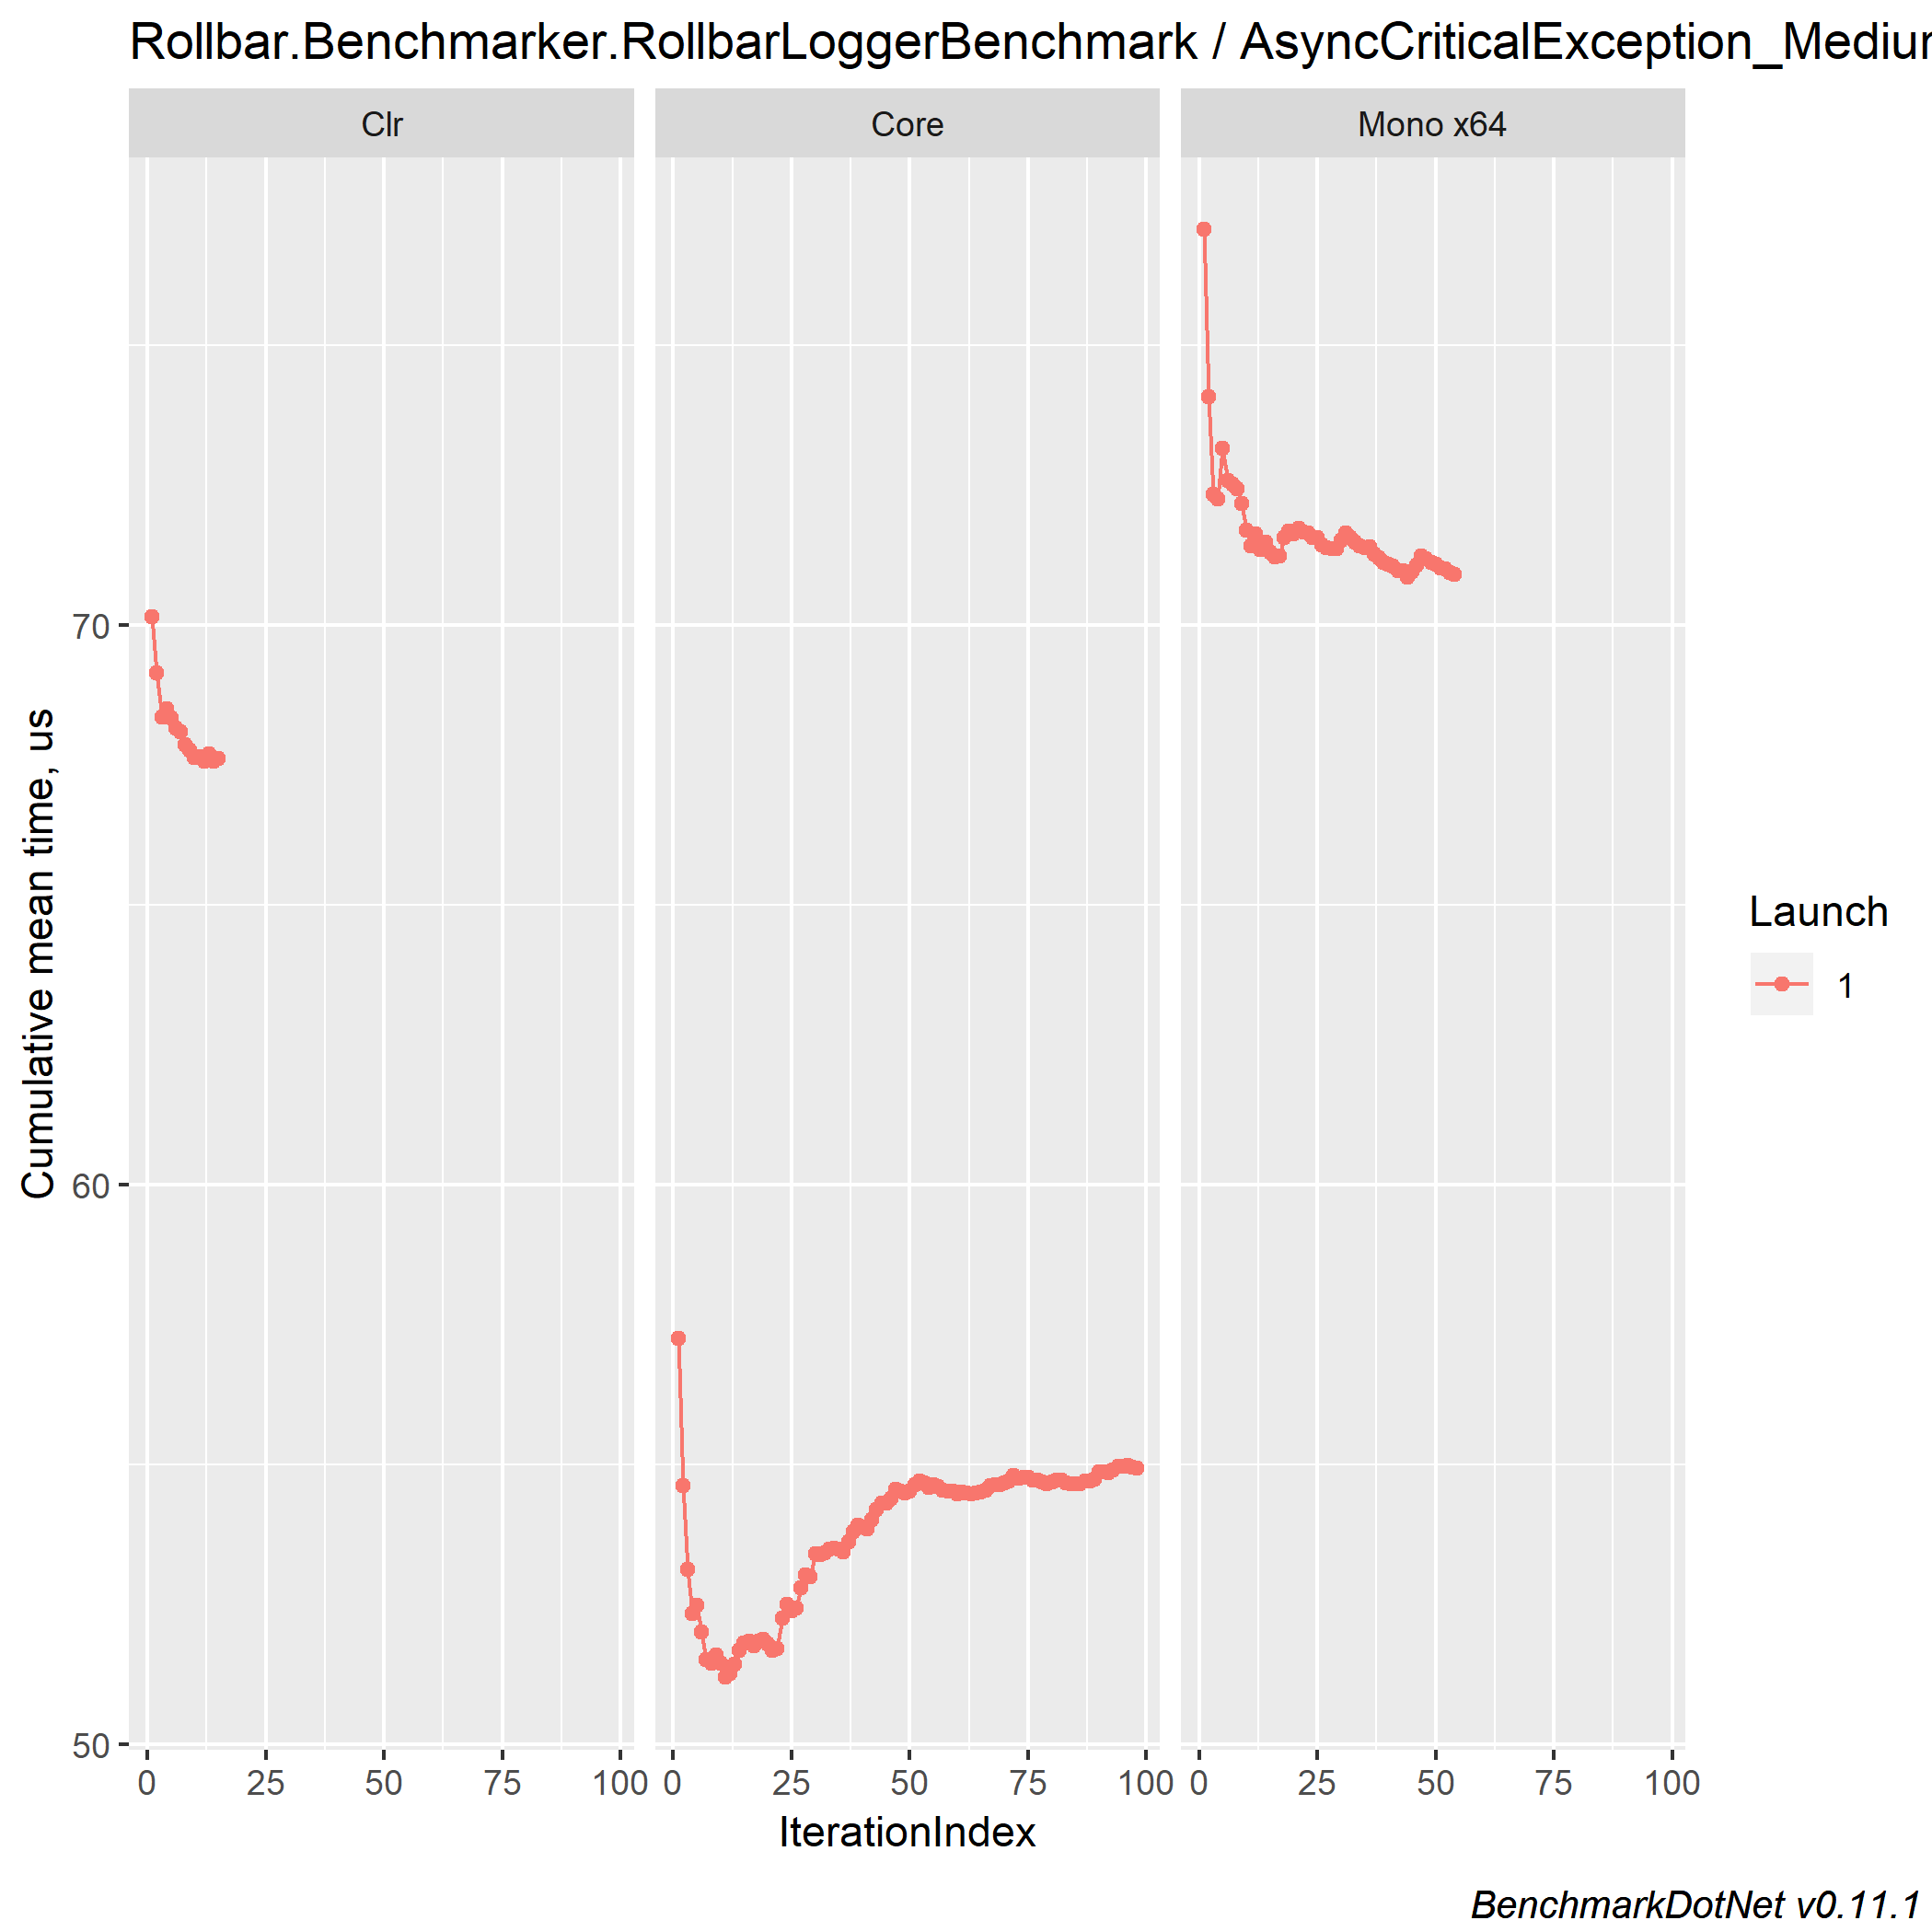 Rollbar.Benchmarker.RollbarLoggerBenchmark / AsyncCriticalException_Mediu
Clr
Core
Mono x64
Cumulative mean time, us
70
60
50
0 25 50 75 100
0 25 50 75 100
0 25 50 75 100
IterationIndex
Launch
1
BenchmarkDotNet v0.11.1